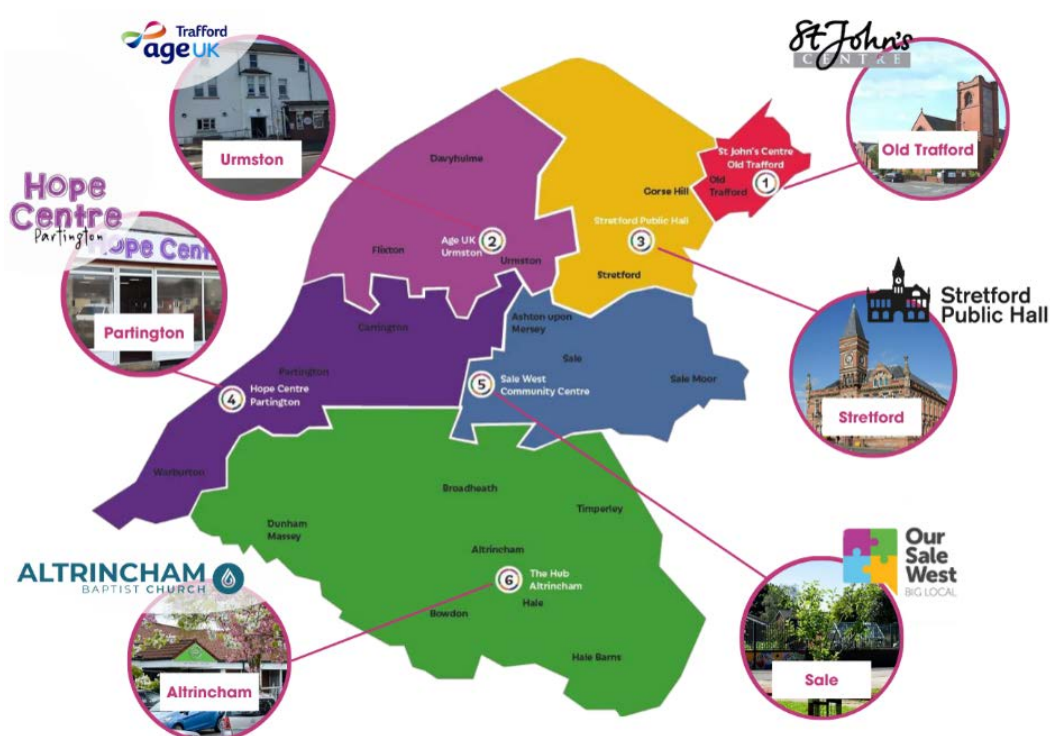 Trafford
age UK
Urmston
St John's
CENTRE
Old Trafford
Hope
Centre
Partington
Hope Cent
Partington
Davyhulme
St John's Centre
Old Trafford
Old
Trafford
1
Gorse Hill
Stretford Public Hall
3
Stretford
Age UK
Urmston
2
Flixton
Urmston
Stretford
Public Hall
Stretford
Carrington
Ashton upon
Mersey
Sale
Sale Moor
Partington
4
Hope Centre
Partington
5
Sale West
Community Centre
Warburton
Broadheath
Timperley
Dunham
Massey
Altrincham
6
The Hub
Altrincham
Hale
Bowdon
Hale Barns
ALTRINCHAM
BAPTIST CHURCH
Altrincham
Our
Sale
West
BIG LOCAL
Sale